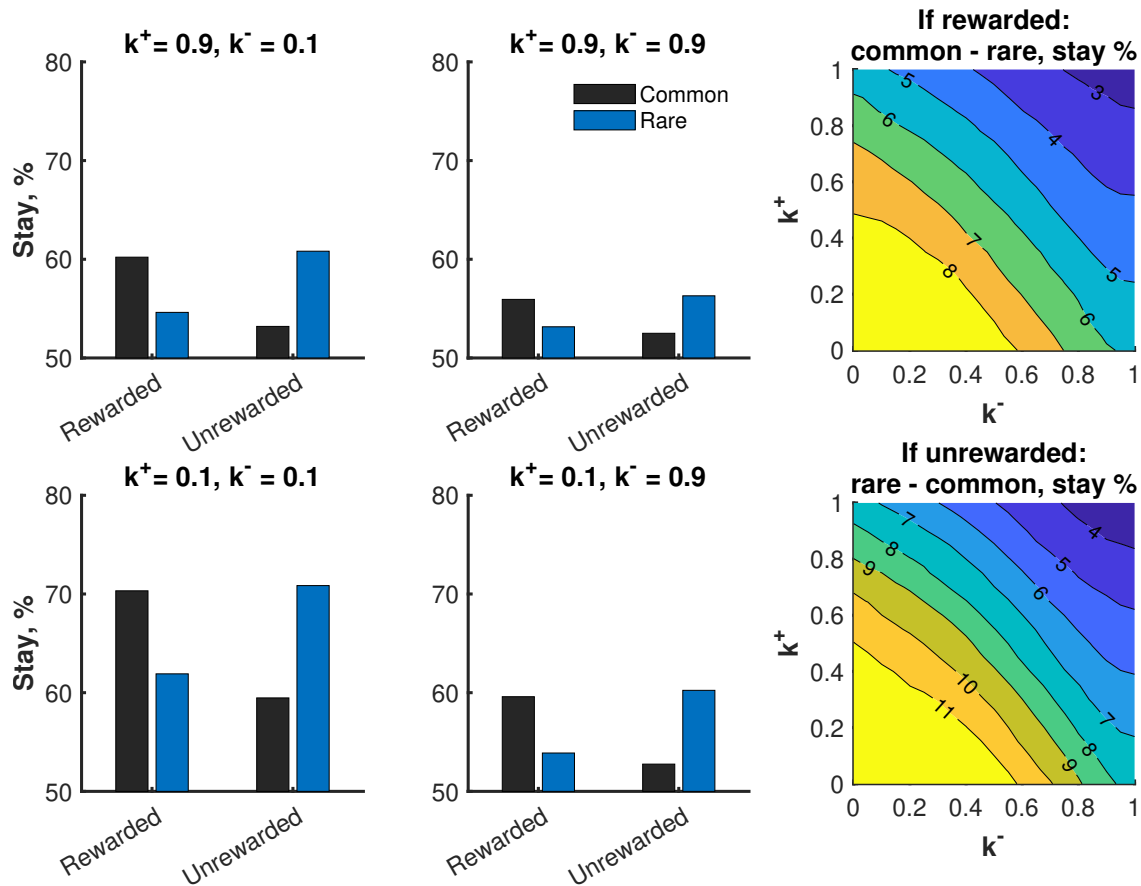 k⁺= 0.9, k⁻ = 0.1
80
70
60
50
Stay, %
Rewarded
Unrewarded
k⁺= 0.9, k⁻ = 0.9
80
70
60
50
Common
Rare
Rewarded
Unrewarded
If rewarded:
common - rare, stay %
1
0.8
0.6
0.4
0.2
0
k⁺
5
3
6
4
7
8
5
6
0
0.2
0.4
0.6
0.8
1
k⁻
k⁺= 0.1, k⁻ = 0.1
80
70
60
50
Stay, %
Rewarded
Unrewarded
k⁺= 0.1, k⁻ = 0.9
80
70
60
50
Rewarded
Unrewarded
If unrewarded:
rare - common, stay %
1
0.8
0.6
0.4
0.2
0
k⁺
7
4
8
9
5
6
10
11
7
8
9
0
0.2
0.4
0.6
0.8
1
k⁻